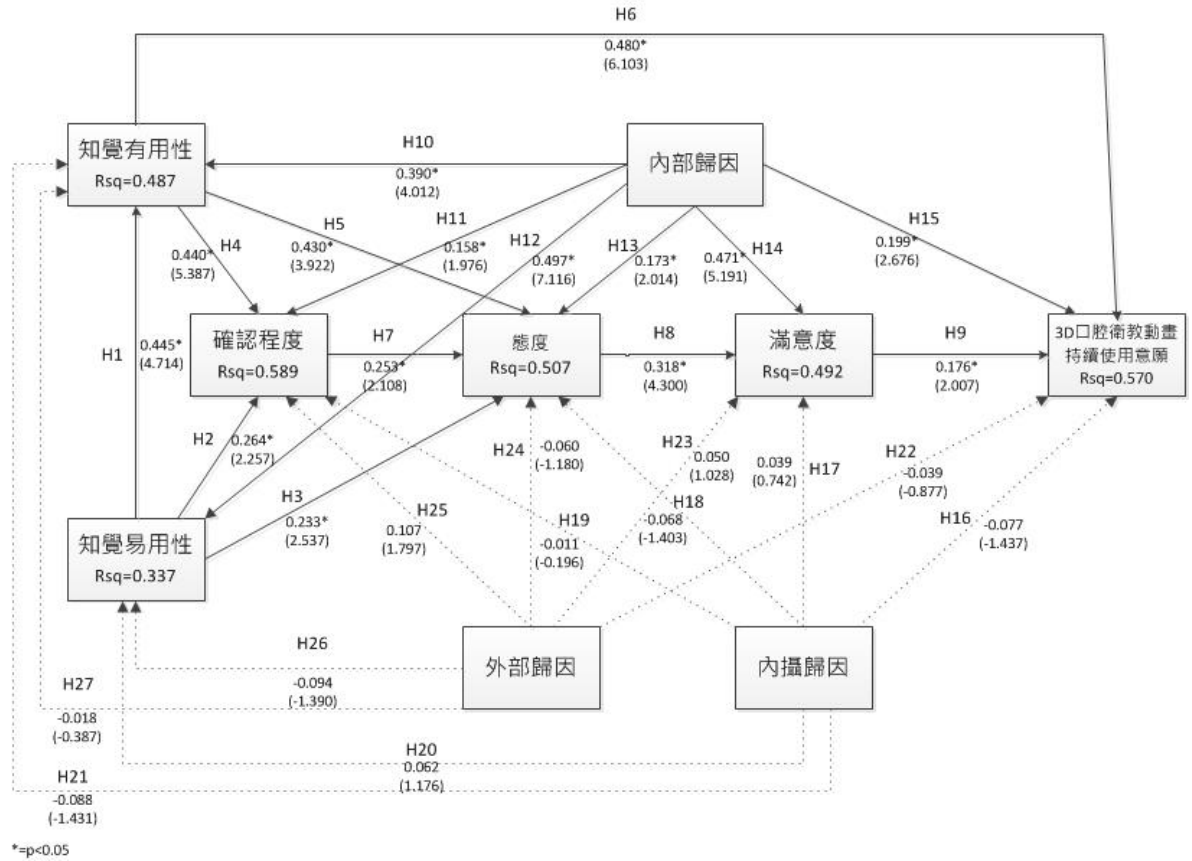 H6
0.480*
(6.103)
知覺有用性
Rsq=0.487
H10
0.390*
(4.012)
內部歸因
H4
0.440*
(5.387)
H5
0.430*
(3.922)
H11
0.158*
(1.976)
H12
0.497*
(7.116)
H13
0.173*
(2.014)
H14
0.471*
(5.191)
H15
0.199*
(2.676)
H1
0.445*
(4.714)
確認程度
Rsq=0.589
H7
0.253*
(2.108)
態度
Rsq=0.507
H8
0.318*
(4.300)
滿意度
Rsq=0.492
H9
0.176*
(2.007)
3D口腔衛教動畫
持續使用意願
Rsq=0.570
H2
0.264*
(2.257)
H3
0.233*
(2.537)
H25
0.107
(1.797)
H24
-0.060
(-1.180)
H19
-0.011
(-0.196)
H23
0.050
(1.028)
H18
-0.068
(-1.403)
H17
0.039
(0.742)
H22
-0.039
(-0.877)
H16
-0.077
(-1.437)
知覺易用性
Rsq=0.337
外部歸因
內攝歸因
H26
-0.094
(-1.390)
H27
-0.018
(-0.387)
H20
0.062
(1.176)
H21
-0.088
(-1.431)
*=p<0.05